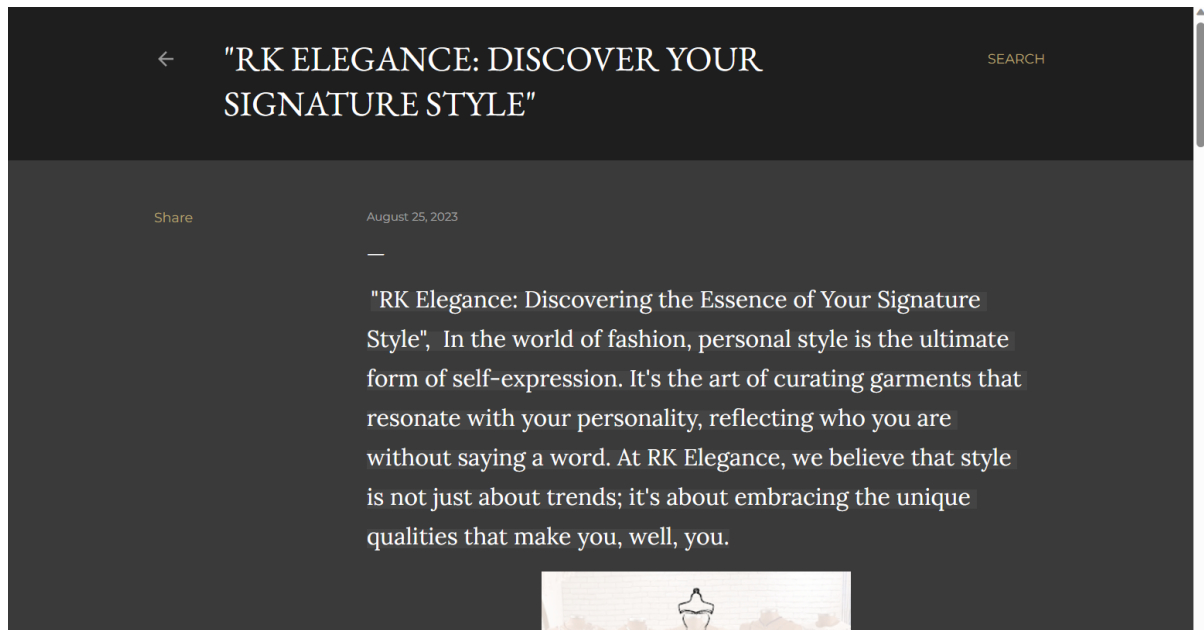 "RK ELEGANCE: DISCOVER YOUR
SIGNATURE STYLE"
SEARCH
Share
August 25, 2023
"RK Elegance: Discovering the Essence of Your Signature
Style",  In the world of fashion, personal style is the ultimate
form of self-expression. It's the art of curating garments that
resonate with your personality, reflecting who you are
without saying a word. At RK Elegance, we believe that style
is not just about trends; it's about embracing the unique
qualities that make you, well, you.